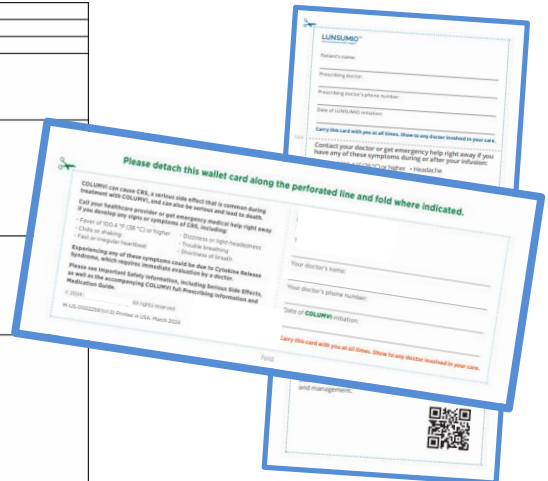 LUNSUMIO™
Patient's name:
Prescribing doctor:
Prescribing doctor's phone number:
Date of LUNSUMIO initiation:
Carry this card with you at all times. Show to any doctor involved in your care.
Contact your doctor or get emergency help right away if you
have any of these symptoms during or after your infusion:
(38 °C) or higher • Headache
Please detach this wallet card along the perforated line and fold where indicated.
COLUMVI can cause CRS, a serious side effect that is common during
treatment with COLUMVI, and can also be serious and lead to death.
Call your healthcare provider or get emergency medical help right away
if you develop any signs or symptoms of CRS, including:
- Fever of 100.4 °F (38 °C) or higher
- Chills or shaking
- Fast or irregular heartbeat
- Dizziness or light-headedness
- Trouble breathing
- Shortness of breath
Experiencing any of these symptoms could be due to Cytokine Release
Syndrome, which requires immediate evaluation by a doctor.
Please see Important Safety Information, including Serious Side Effects,
as well as the accompanying COLUMVI full Prescribing Information and
Medication Guide.
© 2024
All rights reserved.
Printed in USA. March 2024
Your doctor's name:
Your doctor's phone number:
Date of COLUMVI initiation:
Carry this card with you at all times. Show to any doctor involved in your care.
fold
and management.